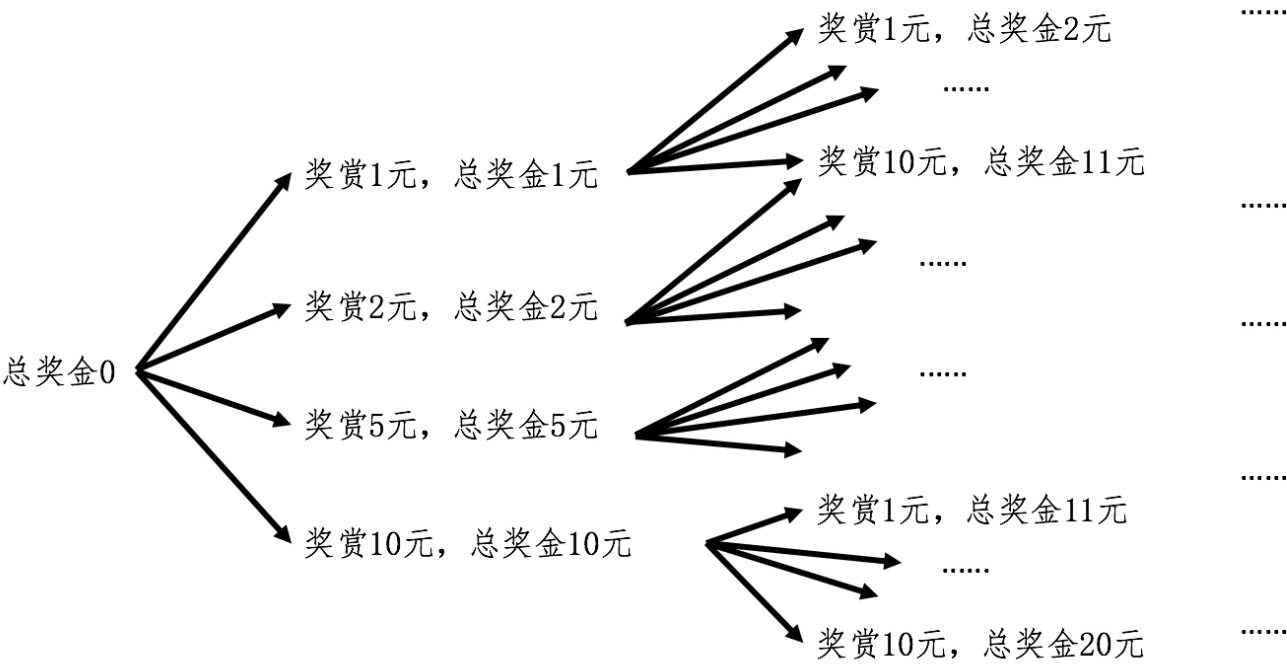 ……
奖赏1元，总奖金2元
……
奖赏10元，总奖金11元
奖赏1元，总奖金1元
……
……
奖赏2元，总奖金2元
……
总奖金0
……
奖赏5元，总奖金5元
……
奖赏1元，总奖金11元
奖赏10元，总奖金10元
……
……
奖赏10元，总奖金20元